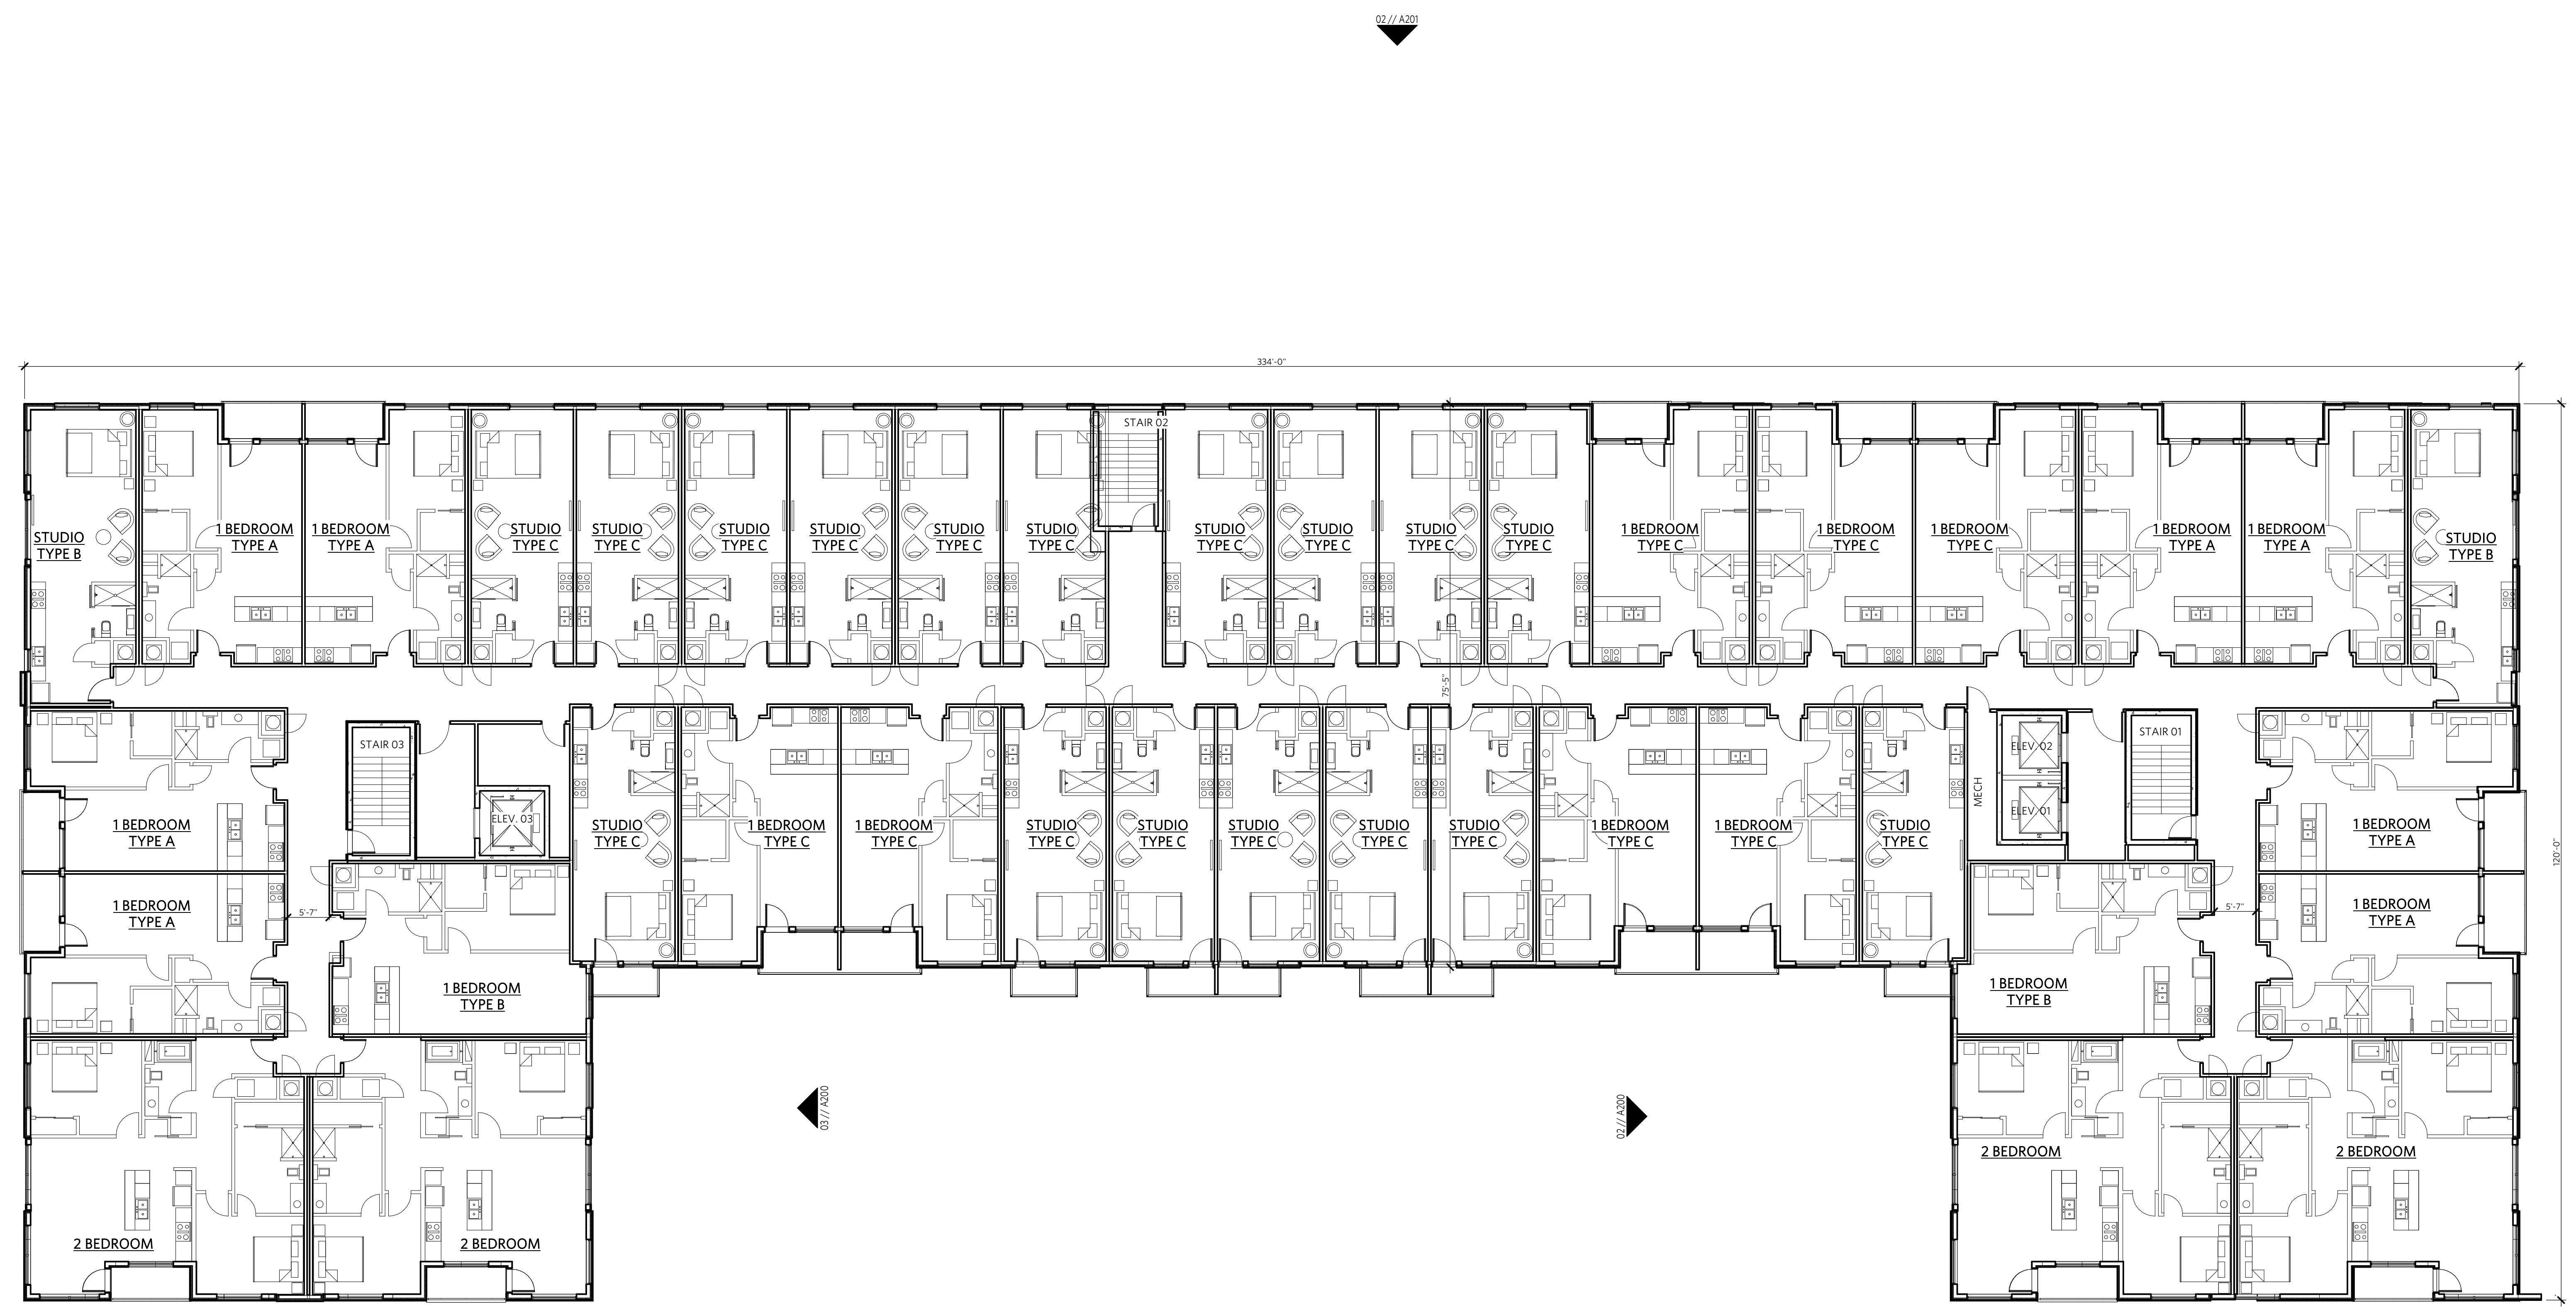 02 // A201
334'-0"
STAIR 02
1 BEDROOM
TYPE A
1 BEDROOM
TYPE A
STUDIO
TYPE C
STUDIO
TYPE C
STUDIO
TYPE C
STUDIO
TYPE C
STUDIO
TYPE C
STUDIO
TYPE C
STUDIO
TYPE C
STUDIO
TYPE C
STUDIO
TYPE C
STUDIO
TYPE C
1 BEDROOM
TYPE C
1 BEDROOM
TYPE C
1 BEDROOM
TYPE C
1 BEDROOM
TYPE A
1 BEDROOM
TYPE A
STUDIO
TYPE B
STUDIO
TYPE B
75'-5"
STAIR 03
ELEV. 03
STAIR 01
ELEV. 02
ELEV. 01
MECH
1 BEDROOM
TYPE A
STUDIO
TYPE C
1 BEDROOM
TYPE C
1 BEDROOM
TYPE C
STUDIO
TYPE C
STUDIO
TYPE C
STUDIO
TYPE C
STUDIO
TYPE C
STUDIO
TYPE C
1 BEDROOM
TYPE C
1 BEDROOM
TYPE C
STUDIO
TYPE C
1 BEDROOM
TYPE A
120'-0"
1 BEDROOM
TYPE A
5'-7"
5'-7"
1 BEDROOM
TYPE A
1 BEDROOM
TYPE B
1 BEDROOM
TYPE B
03 // A200
02 // A200
2 BEDROOM
2 BEDROOM
2 BEDROOM
2 BEDROOM